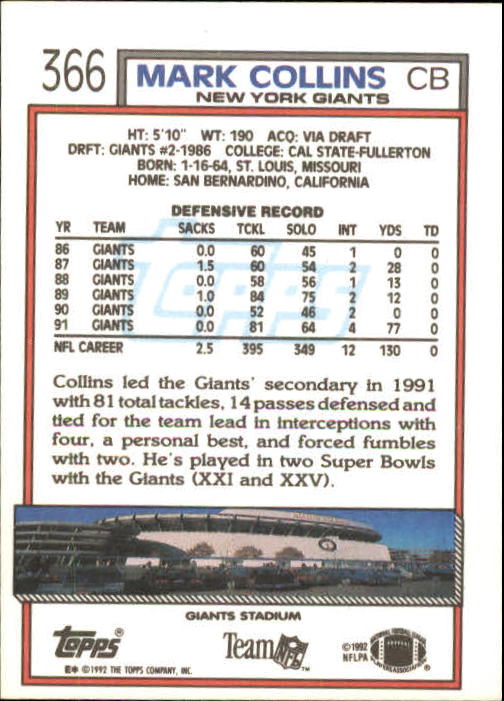 366 MARK COLLINS CB
NEW YORK GIANTS
HT: 5'10" WT: 190 ACQ: VIA DRAFT
DRFT: GIANTS #2-1986 COLLEGE: CAL STATE-FULLERTON
BORN: 1-16-64, ST. LOUIS, MISSOURI
HOME: SAN BERNARDINO, CALIFORNIA
DEFENSIVE RECORD
YR TEAM SACKS TCKL SOLO INT YDS TD
86 GIANTS 0.0 60 45 1 0 0
87 GIANTS 1.5 60 54 2 28 0
88 GIANTS 0.0 58 56 1 13 0
89 GIANTS 1.0 84 75 2 12 0
90 GIANTS 0.0 52 46 2 0 0
91 GIANTS 0.0 81 64 4 77 0
NFL CAREER 2.5 395 349 12 130 0
Topps
Collins led the Giants' secondary in 1991
with 81 total tackles, 14 passes defensed and
tied for the team lead in interceptions with
four, a personal best, and forced fumbles
with two. He's played in two Super Bowls
with the Giants (XXI and XXV).
GIANTS STADIUM
Topps®
E* © 1992 THE TOPPS COMPANY, INC.
Team NFL™
© 1992
NFLPA